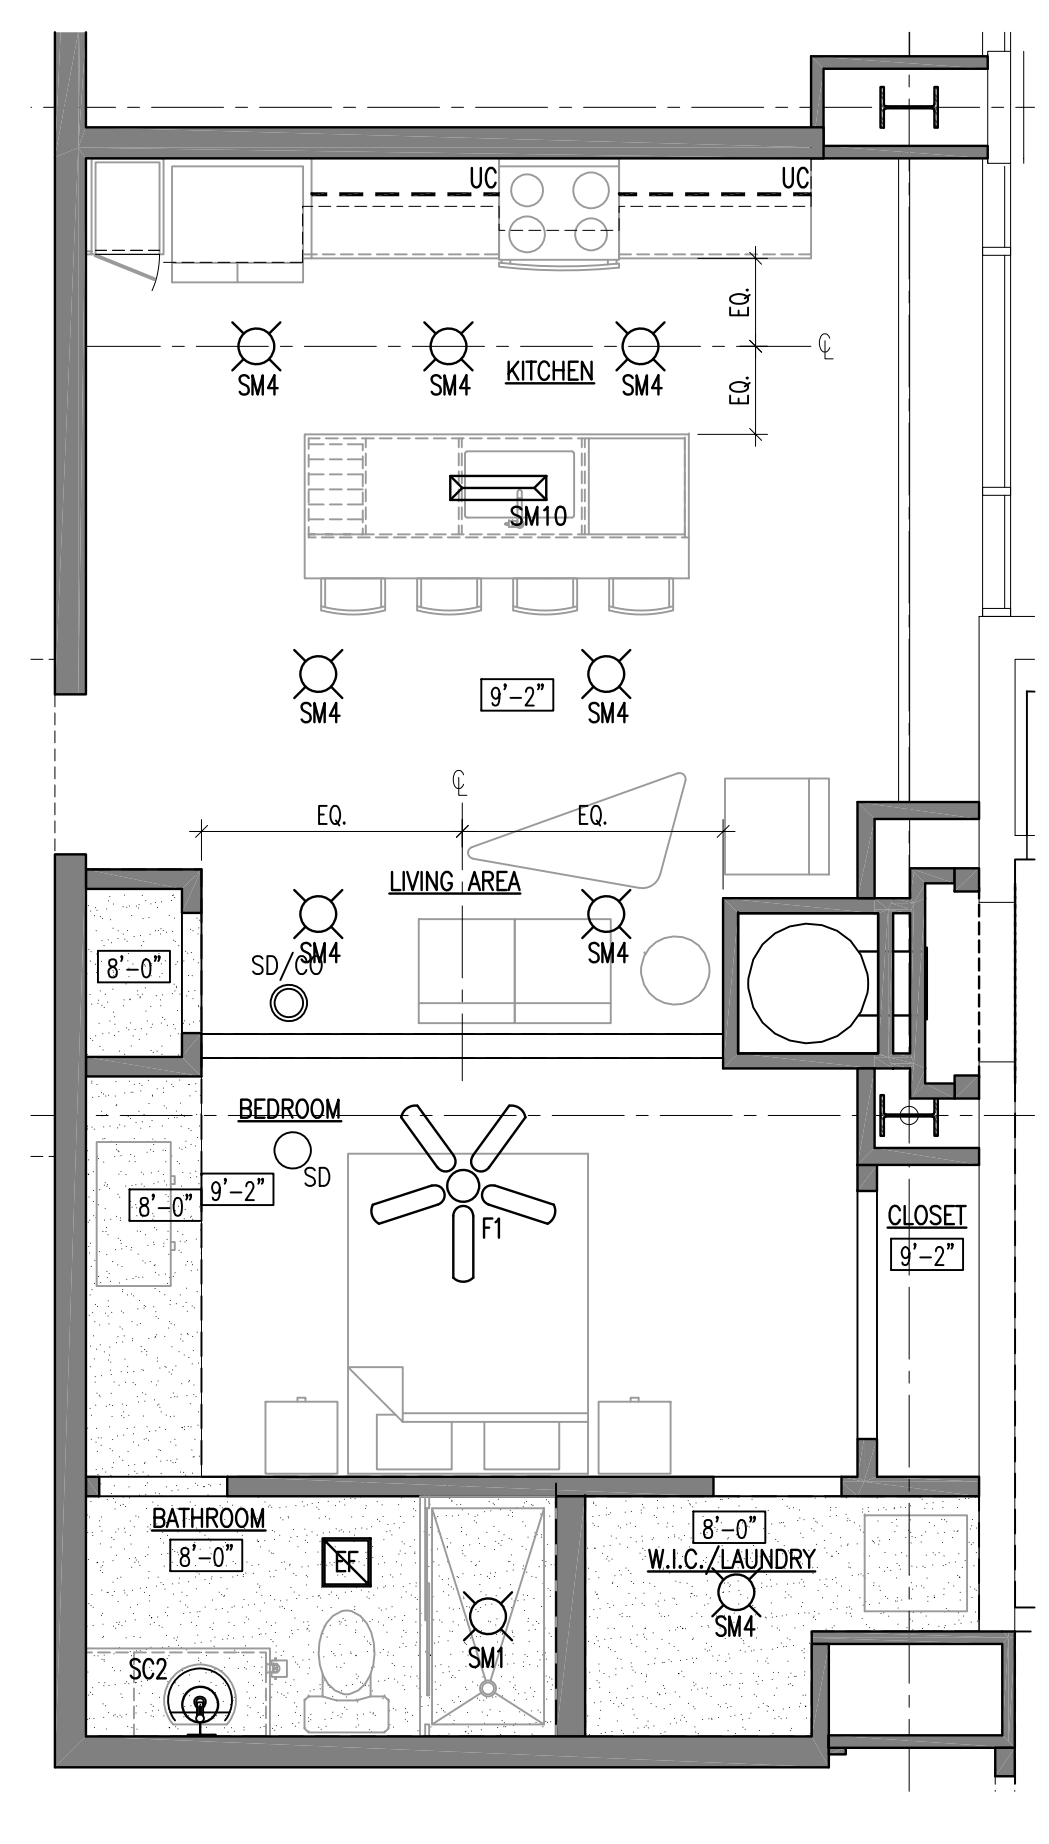 UC UC
EQ.
℄
SM4 SM4 KITCHEN SM4
EQ.
SM10
9'-2"
SM4 SM4
℄
EQ. EQ.
LIVING AREA
SM4 SM4
8'-0" SD/CO
BEDROOM
SD
8'-0" 9'-2"
F1
CLOSET
9'-2"
BATHROOM
8'-0"
EF
8'-0"
W.I.C./LAUNDRY
SM4
SM1
SC2